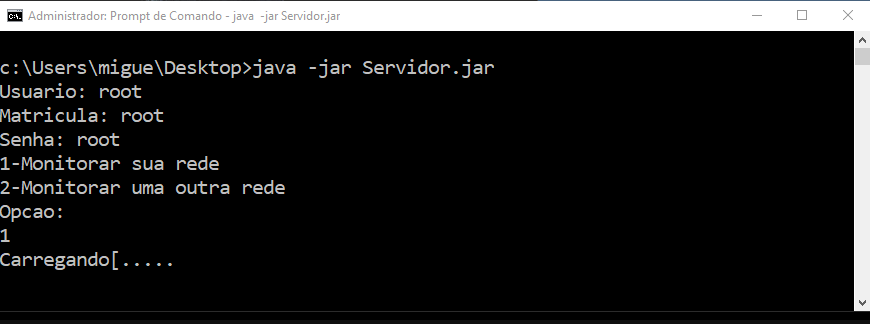 Administrador: Prompt de Comando - java  -jar Servidor.jar
c:\Users\migue\Desktop>java -jar Servidor.jar
Usuario: root
Matricula: root
Senha: root
1-Monitorar sua rede
2-Monitorar uma outra rede
Opcao:
1
Carregando[.....